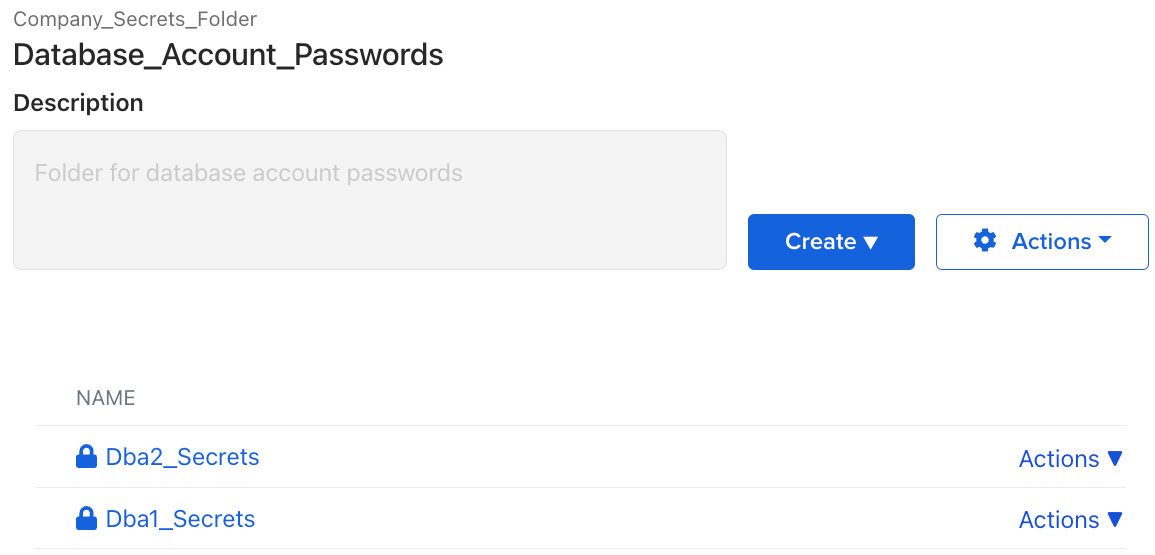 Company_Secrets_Folder
Database_Account_Passwords
Description
Folder for database account passwords
Create
Actions
NAME
Dba2_Secrets Actions
Dba1_Secrets Actions